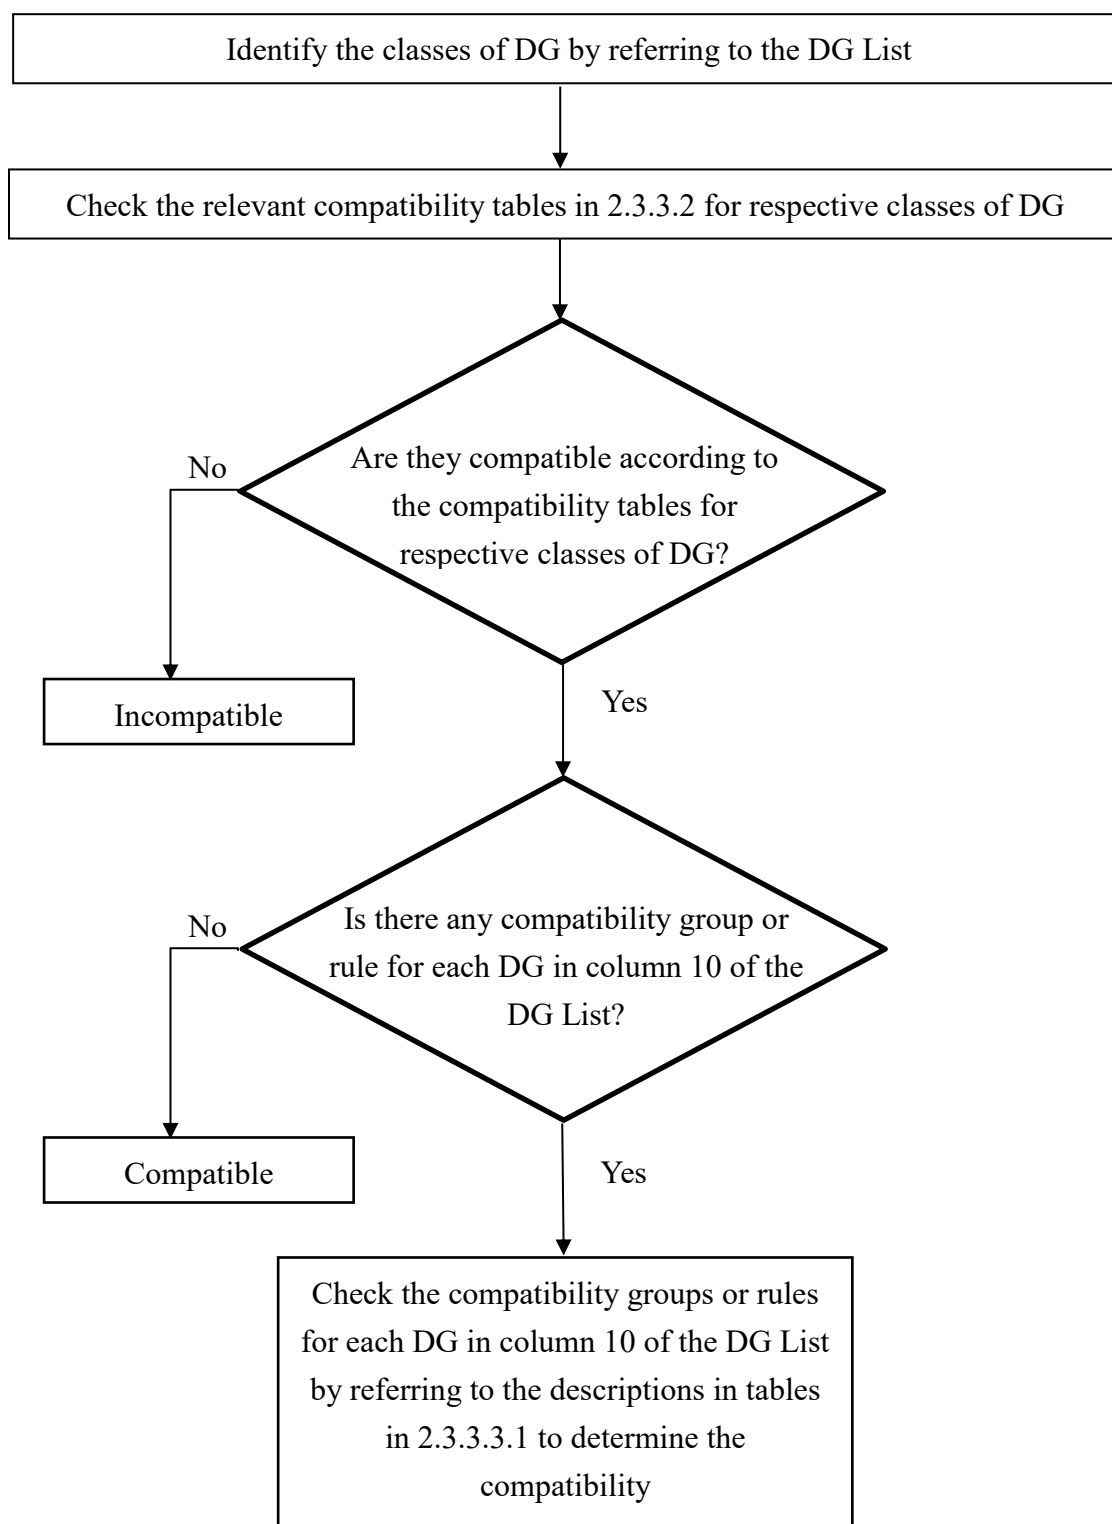 Identify the classes of DG by referring to the DG List
Check the relevant compatibility tables in 2.3.3.2 for respective classes of DG
No
Are they compatible according to
the compatibility tables for
respective classes of DG?
Incompatible
Yes
No
Is there any compatibility group or
rule for each DG in column 10 of the
DG List?
Compatible
Yes
Check the compatibility groups or rules
for each DG in column 10 of the DG List
by referring to the descriptions in tables
in 2.3.3.3.1 to determine the
compatibility